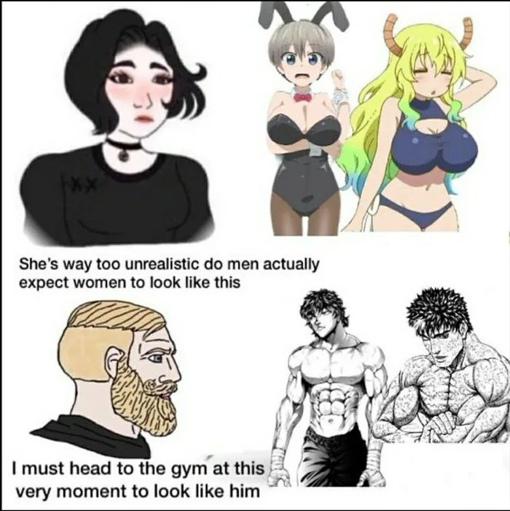 She's way too unrealistic do men actually
expect women to look like this
I must head to the gym at this
very moment to look like him